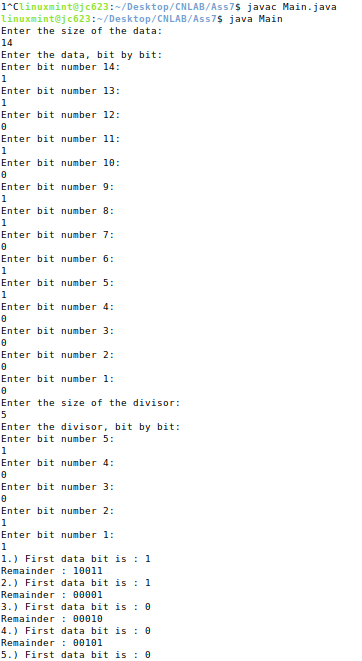 1^Clinuxmint@jc623:~/Desktop/CNLAB/Ass7$ javac Main.java
linuxmint@jc623:~/Desktop/CNLAB/Ass7$ java Main
Enter the size of the data:
14
Enter the data, bit by bit:
Enter bit number 14:
1
Enter bit number 13:
1
Enter bit number 12:
0
Enter bit number 11:
1
Enter bit number 10:
0
Enter bit number 9:
1
Enter bit number 8:
1
Enter bit number 7:
0
Enter bit number 6:
1
Enter bit number 5:
1
Enter bit number 4:
0
Enter bit number 3:
0
Enter bit number 2:
0
Enter bit number 1:
0
Enter the size of the divisor:
5
Enter the divisor, bit by bit:
Enter bit number 5:
1
Enter bit number 4:
0
Enter bit number 3:
0
Enter bit number 2:
1
Enter bit number 1:
1
1.) First data bit is : 1
Remainder : 10011
2.) First data bit is : 1
Remainder : 00001
3.) First data bit is : 0
Remainder : 00010
4.) First data bit is : 0
Remainder : 00101
5.) First data bit is : 0